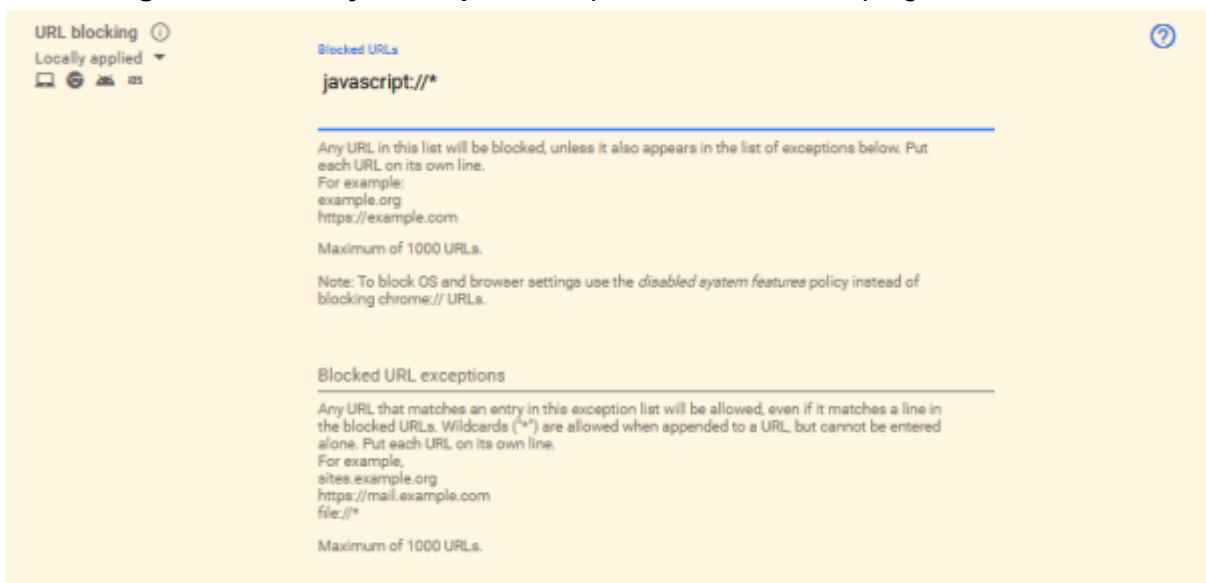 URL blocking
Locally applied
Blocked URLs
javascript://*
Any URL in this list will be blocked, unless it also appears in the list of exceptions below. Put
each URL on its own line.
For example:
example.org
https://example.com
Maximum of 1000 URLs.
Note: To block OS and browser settings use the disabled system features policy instead of
blocking chrome:// URLs.
Blocked URL exceptions
Any URL that matches an entry in this exception list will be allowed, even if it matches a line in
the blocked URLs. Wildcards ("*") are allowed when appended to a URL, but cannot be entered
alone. Put each URL on its own line.
For example,
sites.example.org
https://mail.example.com
file://*
Maximum of 1000 URLs.